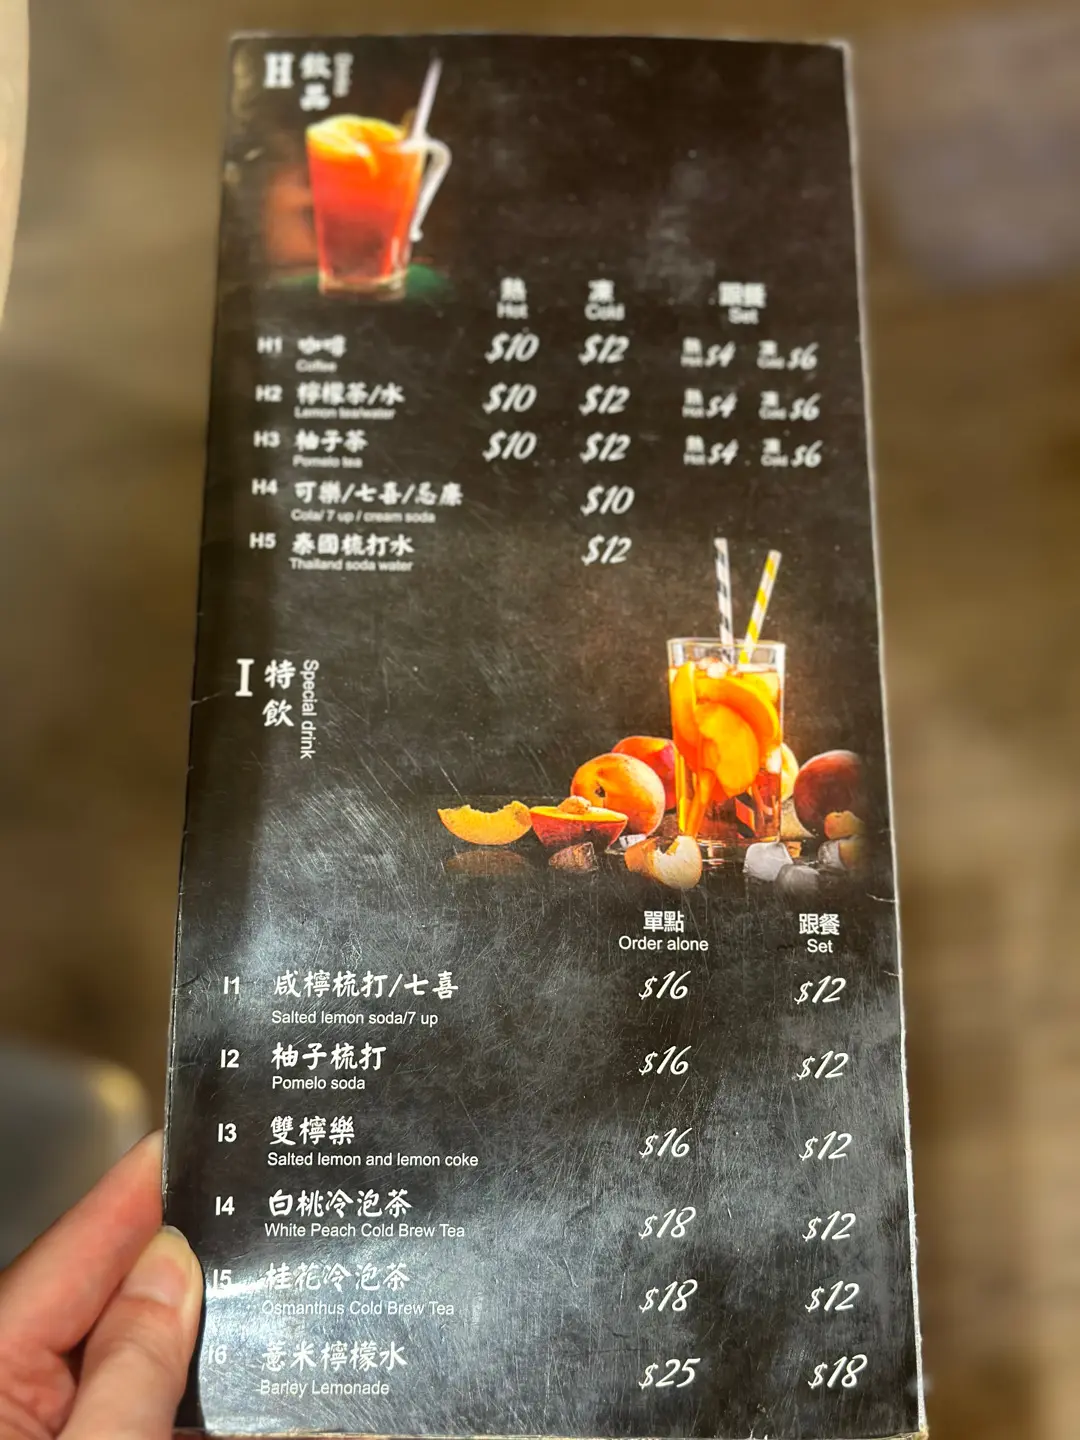 H 飲品 Drinks
熱 凍 跟餐
Hot Cold Set
H1 咖啡 $10 $12 熱 $4 凍 $6
Coffee Hot Cold
H2 檸檬茶/水 $10 $12 熱 $4 凍 $6
Lemon tea/water Hot Cold
H3 柚子茶 $10 $12 熱 $4 凍 $6
Pomelo tea Hot Cold
H4 可樂/七喜/忌廉 $10
Cola/ 7 up / cream soda
H5 泰國梳打水 $12
Thailand soda water
I 特飲 Special drink
單點 跟餐
Order alone Set
I1 咸檸梳打/七喜 $16 $12
Salted lemon soda/7 up
I2 柚子梳打 $16 $12
Pomelo soda
I3 雙檸樂 $16 $12
Salted lemon and lemon coke
I4 白桃冷泡茶 $18 $12
White Peach Cold Brew Tea
I5 桂花冷泡茶 $18 $12
Osmanthus Cold Brew Tea
I6 薏米檸檬水 $25 $18
Barley Lemonade